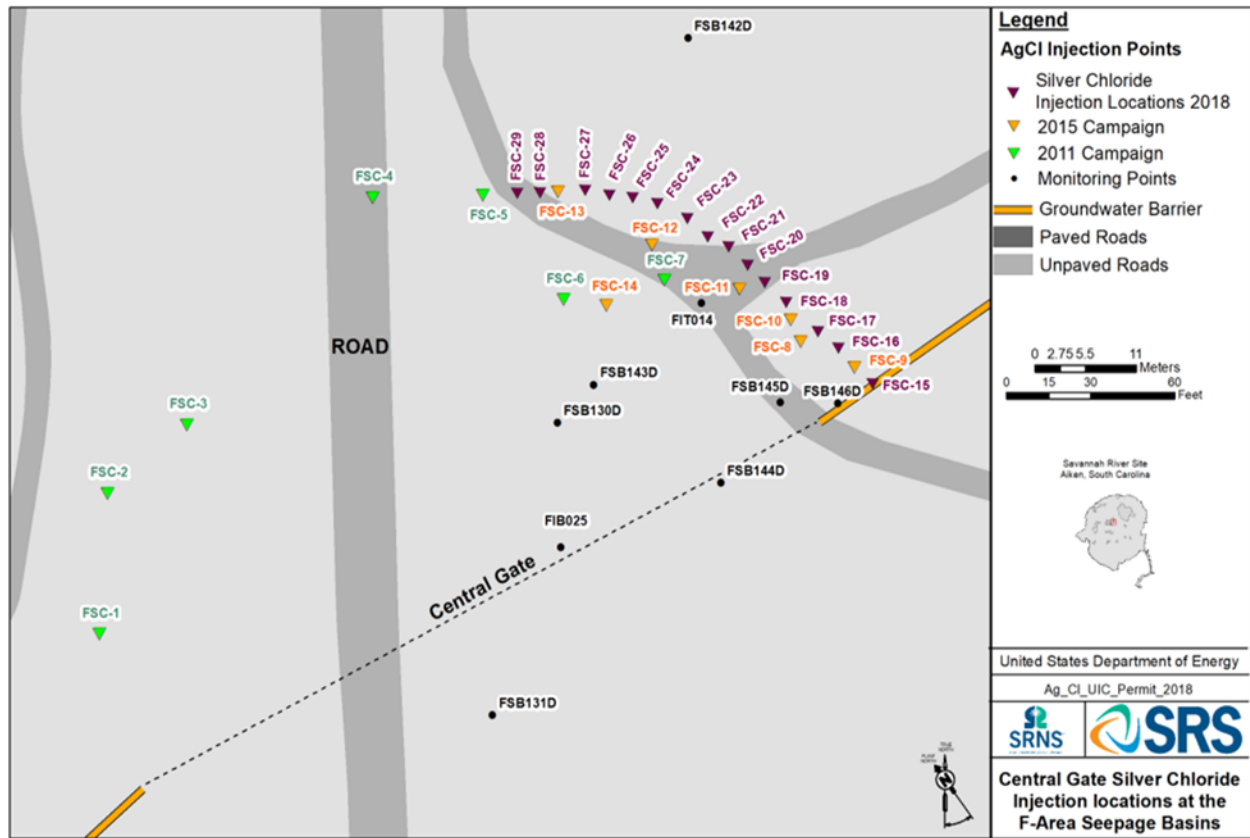 FSB142D
FSC-29
FSC-28
FSC-27
FSC-26
FSC-25
FSC-24
FSC-23
FSC-22
FSC-21
FSC-20
FSC-19
FSC-18
FSC-17
FSC-16
FSC-15
FSC-4
FSC-5
FSC-13
FSC-12
FSC-7
FSC-6
FSC-14
FSC-11
FIT014
FSC-10
FSC-8
FSC-9
ROAD
FSB143D
FSB145D
FSB146D
FSB130D
FSC-3
FSC-2
FSB144D
FIB025
Central Gate
FSC-1
FSB131D
TRUE
NORTH
PLANT
NORTH
Legend
AgCl Injection Points
Silver Chloride
Injection Locations 2018
2015 Campaign
2011 Campaign
Monitoring Points
Groundwater Barrier
Paved Roads
Unpaved Roads
0 2.75 5.5 11
Meters
0 15 30 60
Feet
Savannah River Site
Aiken, South Carolina
United States Department of Energy
Ag_Cl_UIC_Permit_2018
SRNS
SRS
Central Gate Silver Chloride
Injection locations at the
F-Area Seepage Basins